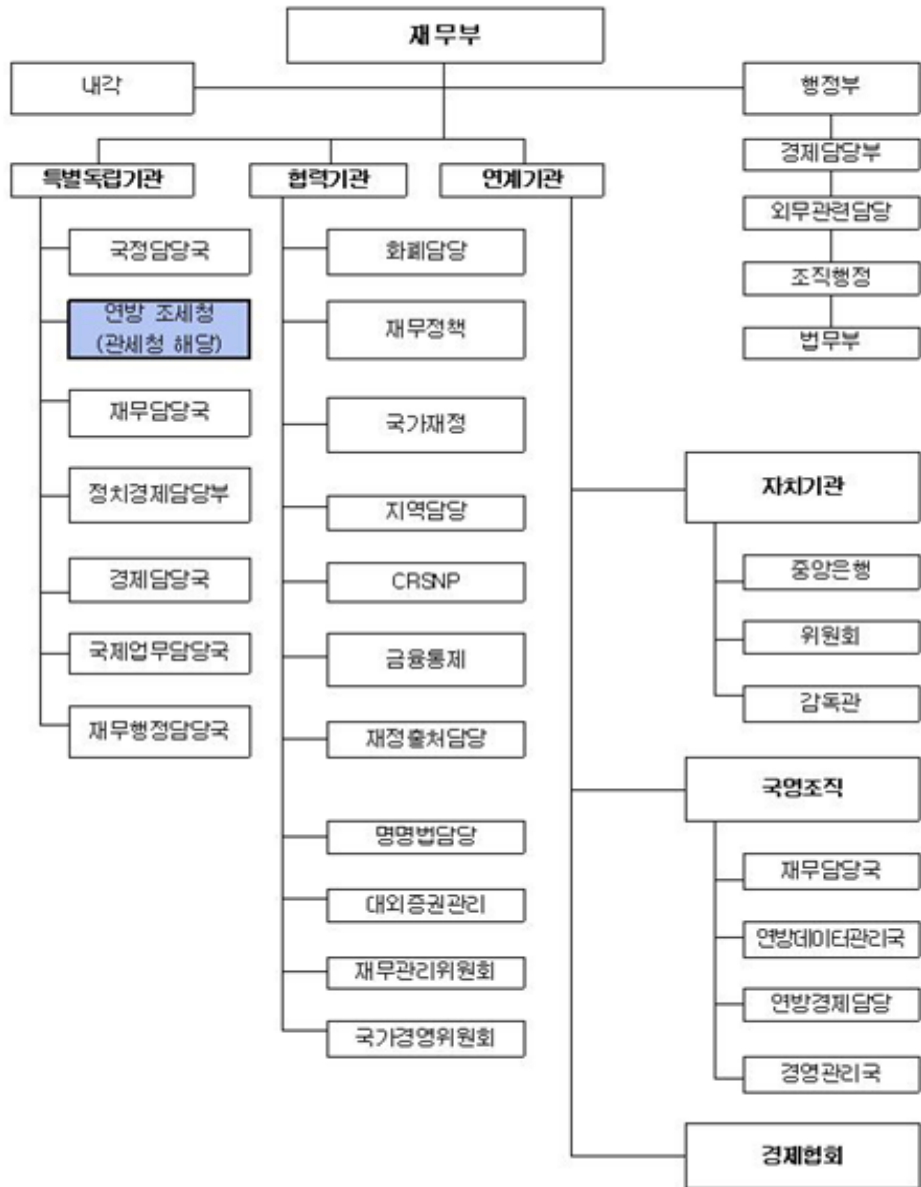 재무부
내각
행정부
경제담당부
외무관련담당
조직행정
법무부
특별독립기관
협력기관
연계기관
국정담당국
연방 조세청
(관세청 해당)
재무담당국
정치경제담당부
경제담당국
국제업무담당국
재무행정담당국
화폐담당
재무정책
국가재정
지역담당
CRSNP
금융통제
재정출처담당
명명법담당
대외증권관리
재무관리위원회
국가경영위원회
자치기관
중앙은행
위원회
감독관
국영조직
재무담당국
연방데이터관리국
연방경제담당
경영관리국
경제협회